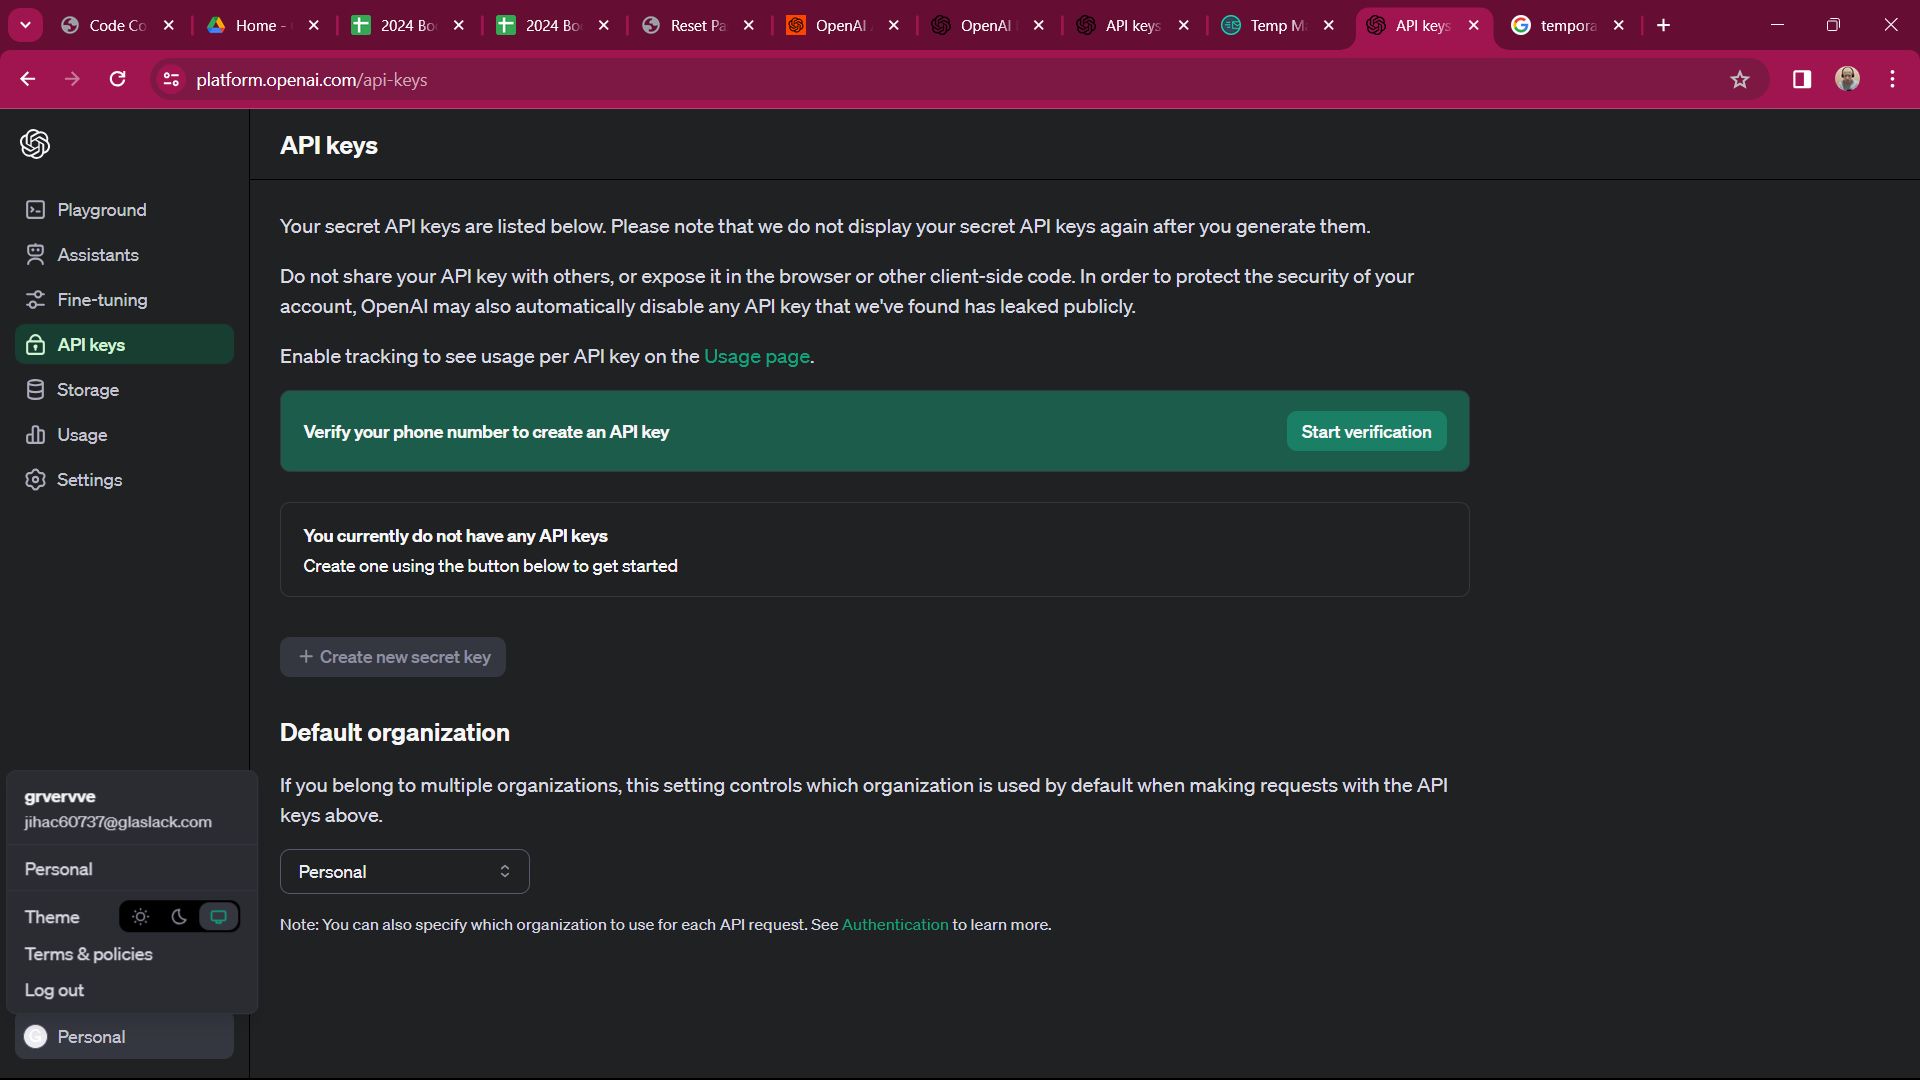 Code Co
Home -
2024 Bo
2024 Bo
Reset Pa
OpenAI
OpenAI
API keys
Temp M
API keys
tempora
platform.openai.com/api-keys
API keys
Playground
Assistants
Fine-tuning
API keys
Storage
Usage
Settings
Your secret API keys are listed below. Please note that we do not display your secret API keys again after you generate them.
Do not share your API key with others, or expose it in the browser or other client-side code. In order to protect the security of your
account, OpenAI may also automatically disable any API key that we've found has leaked publicly.
Enable tracking to see usage per API key on the Usage page.
Verify your phone number to create an API key
Start verification
You currently do not have any API keys
Create one using the button below to get started
+ Create new secret key
Default organization
If you belong to multiple organizations, this setting controls which organization is used by default when making requests with the API
keys above.
Personal
Note: You can also specify which organization to use for each API request. See Authentication to learn more.
grvervve
jihac60737@glaslack.com
Personal
Theme
Terms & policies
Log out
Personal